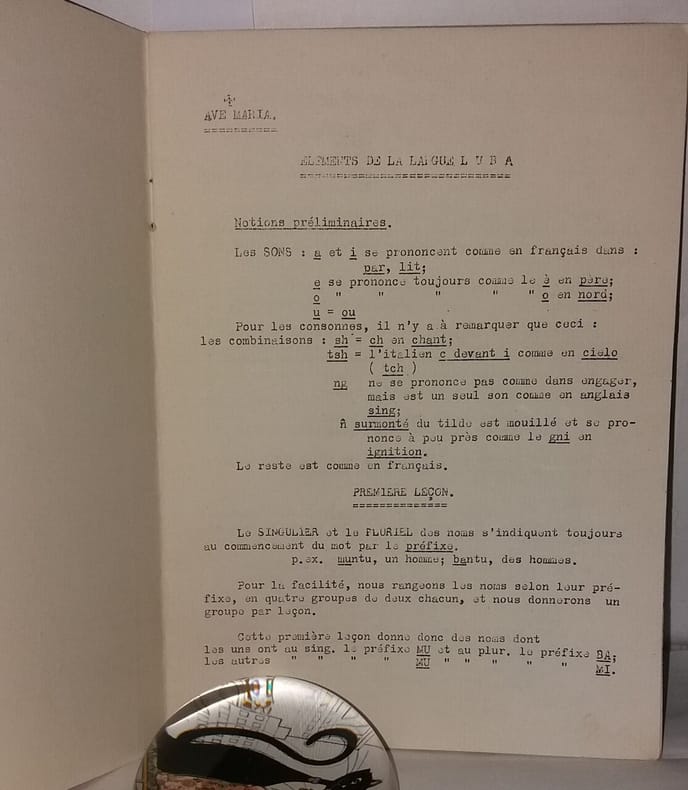 AVE MARIA.
ELEMENTS DE LA LANGUE L U B A
Notions préliminaires.
Les SONS : a et i se prononcent comme en français dans :
par, lit;
e se prononce toujours comme le è en père;
o " " " " " o en nord;
u = ou
Pour les consonnes, il n'y a à remarquer que ceci :
les combinaisons : sh = ch en chant;
tsh = l'italien c devant i comme en cielo
( tch )
ng ne se prononce pas comme dans engager,
mais est un seul son comme en anglais
sing;
Ñ surmonté du tilde est mouillé et se pro-
nonce à peu près comme le gni en
ignition.
Le reste est comme en français.
PREMIERE LEÇON.
Le SINGULIER et le PLURIEL des noms s'indiquent toujours
au commencement du mot par le préfixe.
p.ex. muntu, un homme; bantu, des hommes.
Pour la facilité, nous rangeons les noms selon leur pré-
fixe, en quatre groupes de deux chacun, et nous donnerons un
groupe par leçon.
Cette première leçon donne donc des noms dont
les uns ont au sing. le préfixe MU et au plur. le préfixe BA;
les autres " " " " MU " " " " " MI.